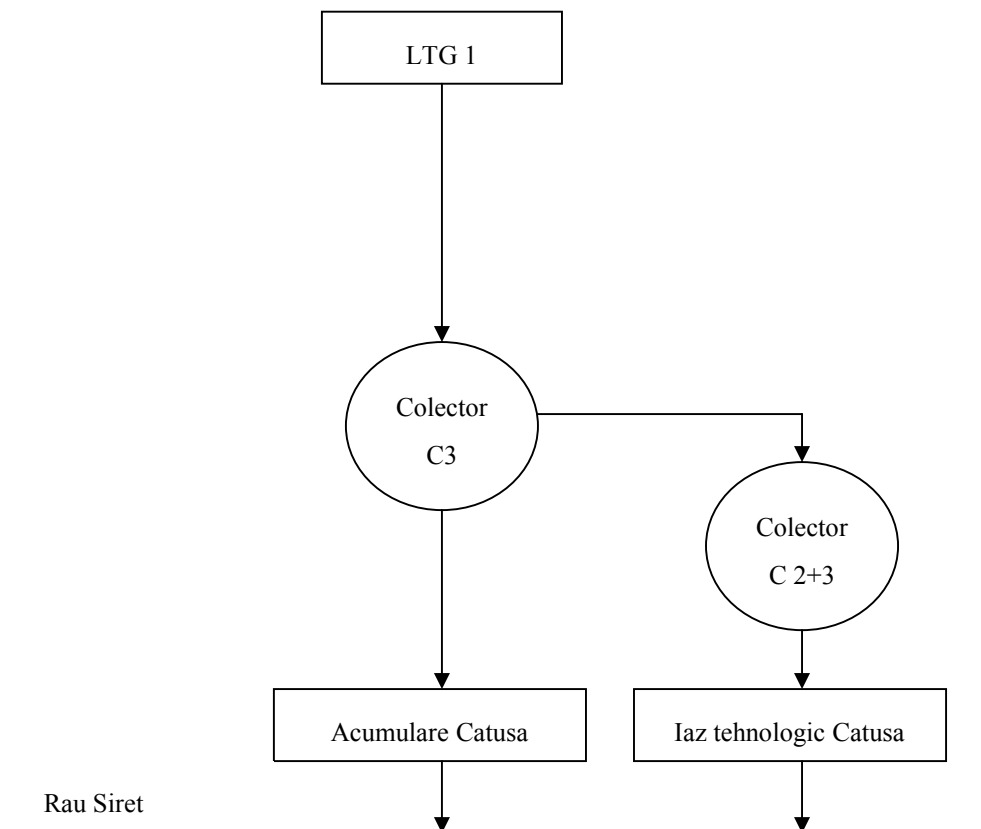 LTG 1
Colector
C3
Colector
C 2+3
Acumulare Catusa
Iaz tehnologic Catusa
Rau Siret